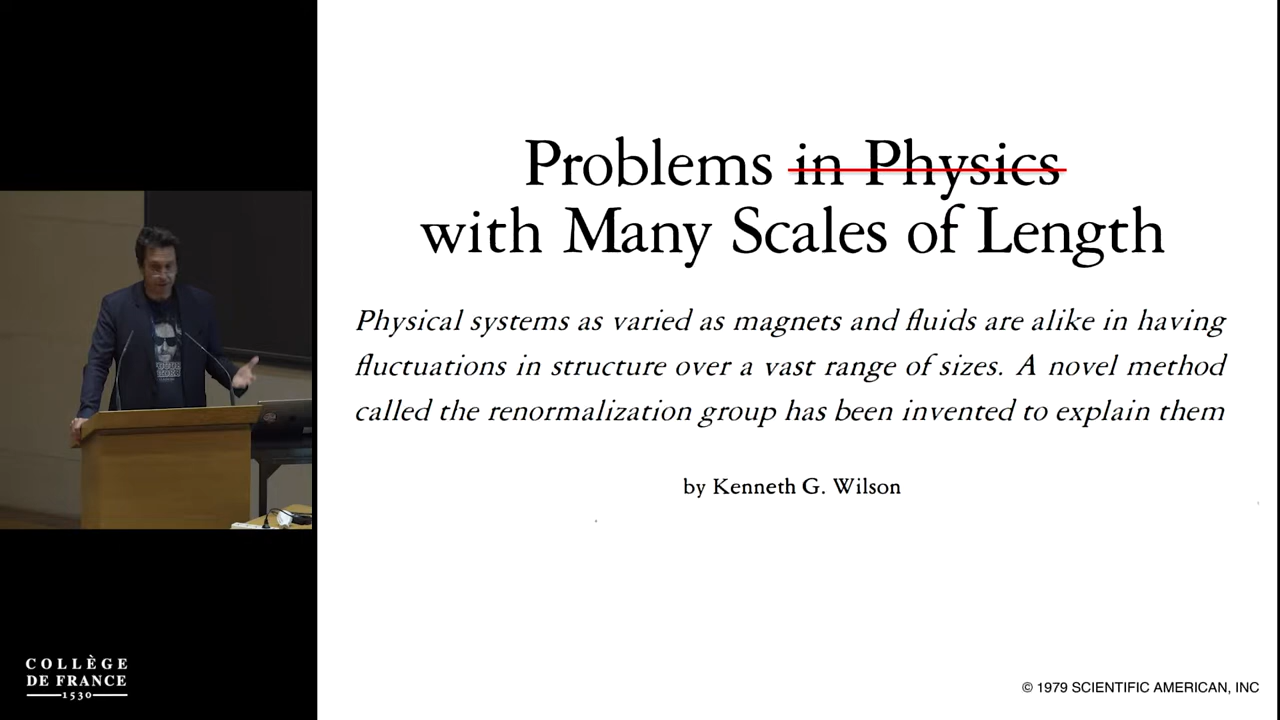 Problems in Physics
with Many Scales of Length
Physical systems as varied as magnets and fluids are alike in having
fluctuations in structure over a vast range of sizes. A novel method
called the renormalization group has been invented to explain them
by Kenneth G. Wilson
COLLÈGE
DE FRANCE
1530
© 1979 SCIENTIFIC AMERICAN, INC